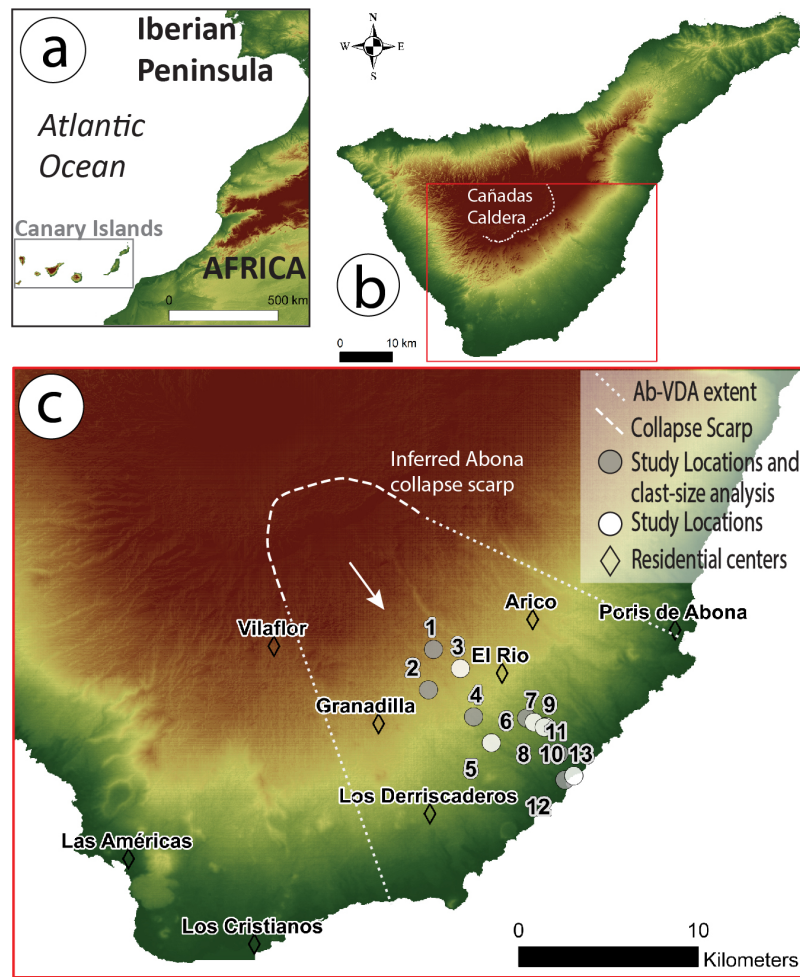 a
Iberian
Peninsula
Atlantic
Ocean
Canary Islands
AFRICA
0 500 km
N
W E
S
Cañadas
Caldera
b
0 10 km
c
Ab-VDA extent
Collapse Scarp
Study Locations and
clast-size analysis
Study Locations
Residential centers
Inferred Abona
collapse scarp
Arico
Poris de Abona
Vilaflor
1
3
El Rio
2
4
Granadilla
7 9
6
11
8 10 13
5
Los Derriscaderos
12
Las Américas
Los Cristianos
0 10
Kilometers